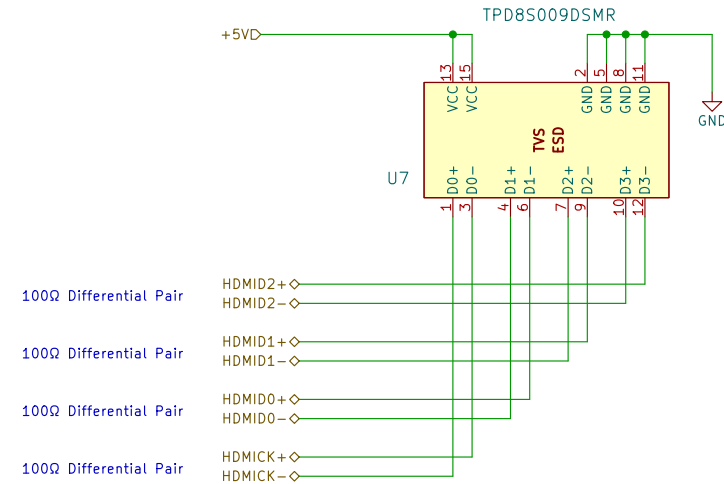 TPD8S009DSMR
+5V
13 15 2 5 8 11
VCC VCC GND GND GND GND
GND
TVS
ESD
U7
D0+ D0- D1+ D1- D2+ D2- D3+ D3-
1 3 4 6 7 9 10 12
HDMID2+
100Ω Differential Pair
HDMID2-
HDMID1+
100Ω Differential Pair
HDMID1-
HDMID0+
100Ω Differential Pair
HDMID0-
HDMICK+
100Ω Differential Pair
HDMICK-